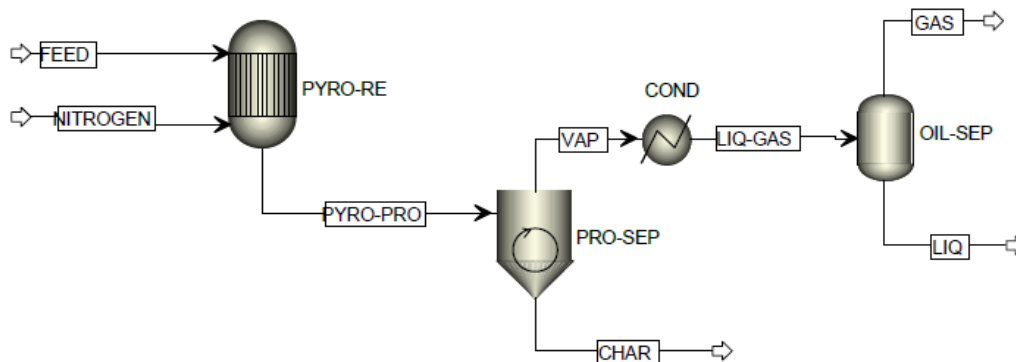 FEED
NITROGEN
PYRO-RE
PYRO-PRO
PRO-SEP
CHAR
VAP
COND
LIQ-GAS
OIL-SEP
GAS
LIQ